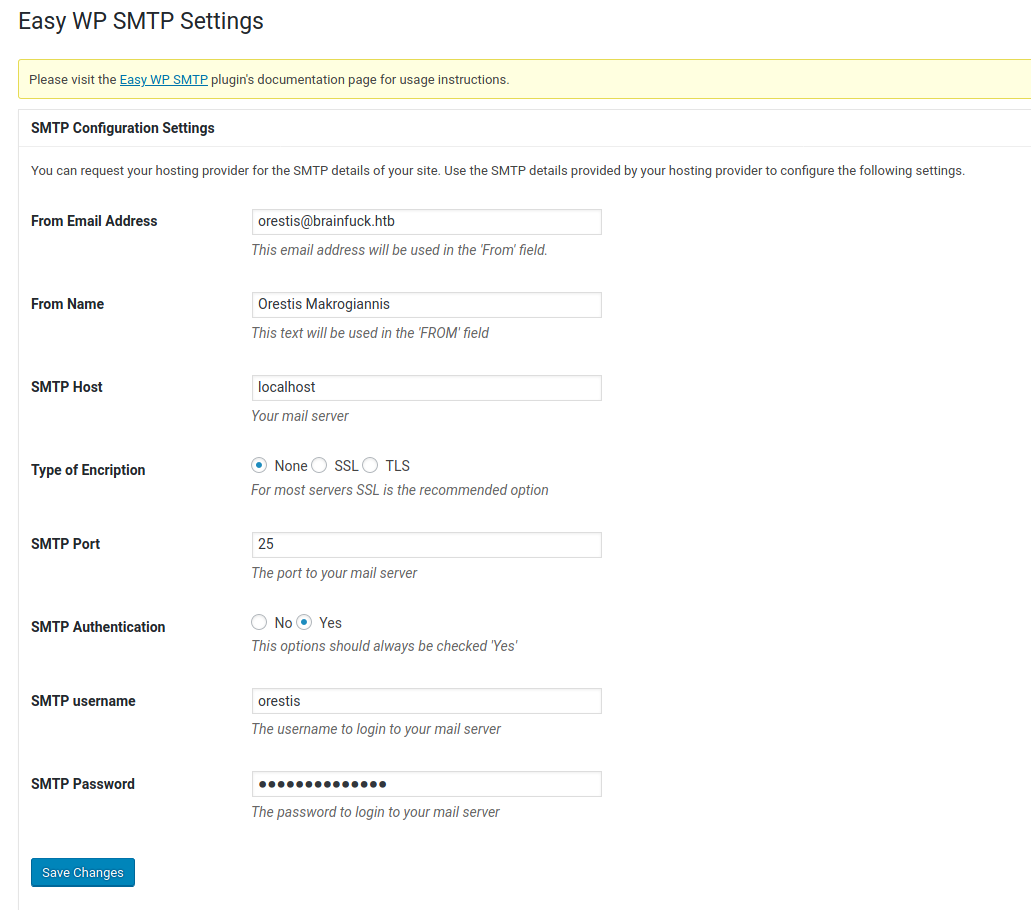 Easy WP SMTP Settings
Please visit the Easy WP SMTP plugin's documentation page for usage instructions.
SMTP Configuration Settings
You can request your hosting provider for the SMTP details of your site. Use the SMTP details provided by your hosting provider to configure the following settings.
From Email Address
orestis@brainfuck.htb
This email address will be used in the 'From' field.
From Name
Orestis Makrogiannis
This text will be used in the 'FROM' field
SMTP Host
localhost
Your mail server
Type of Encription
None SSL TLS
For most servers SSL is the recommended option
SMTP Port
25
The port to your mail server
SMTP Authentication
No Yes
This options should always be checked 'Yes'
SMTP username
orestis
The username to login to your mail server
SMTP Password
●●●●●●●●●●●●●●
The password to login to your mail server
Save Changes